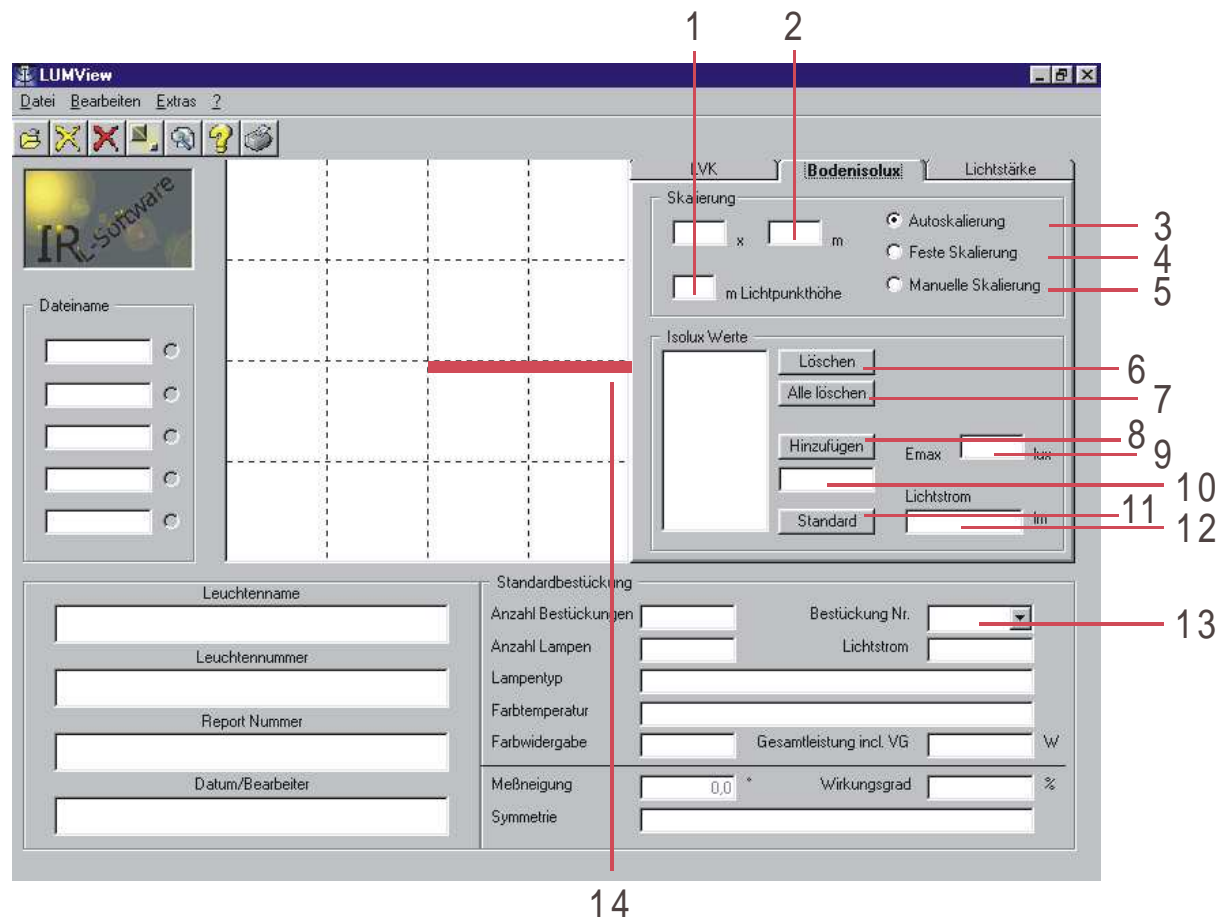 1 2
LUMView
Datei Bearbeiten Extras ?
IRL-Software
LVK Bodenisolux Lichtstärke
Skalierung
x m
Autoskalierung 3
Feste Skalierung 4
m Lichtpunkthöhe
Manuelle Skalierung 5
Dateiname
Isolux Werte
Löschen 6
Alle löschen 7
Hinzufügen 8
Emax lux 9
10
Lichtstrom
Standard 11
lm 12
Leuchtenname
Leuchtennummer
Report Nummer
Datum/Bearbeiter
Standardbestückung
Anzahl Bestückungen Bestückung Nr. 13
Anzahl Lampen Lichtstrom
Lampentyp
Farbtemperatur
Farbwidergabe Gesamtleistung incl. VG W
Meßneigung 0,0 ° Wirkungsgrad %
Symmetrie
14